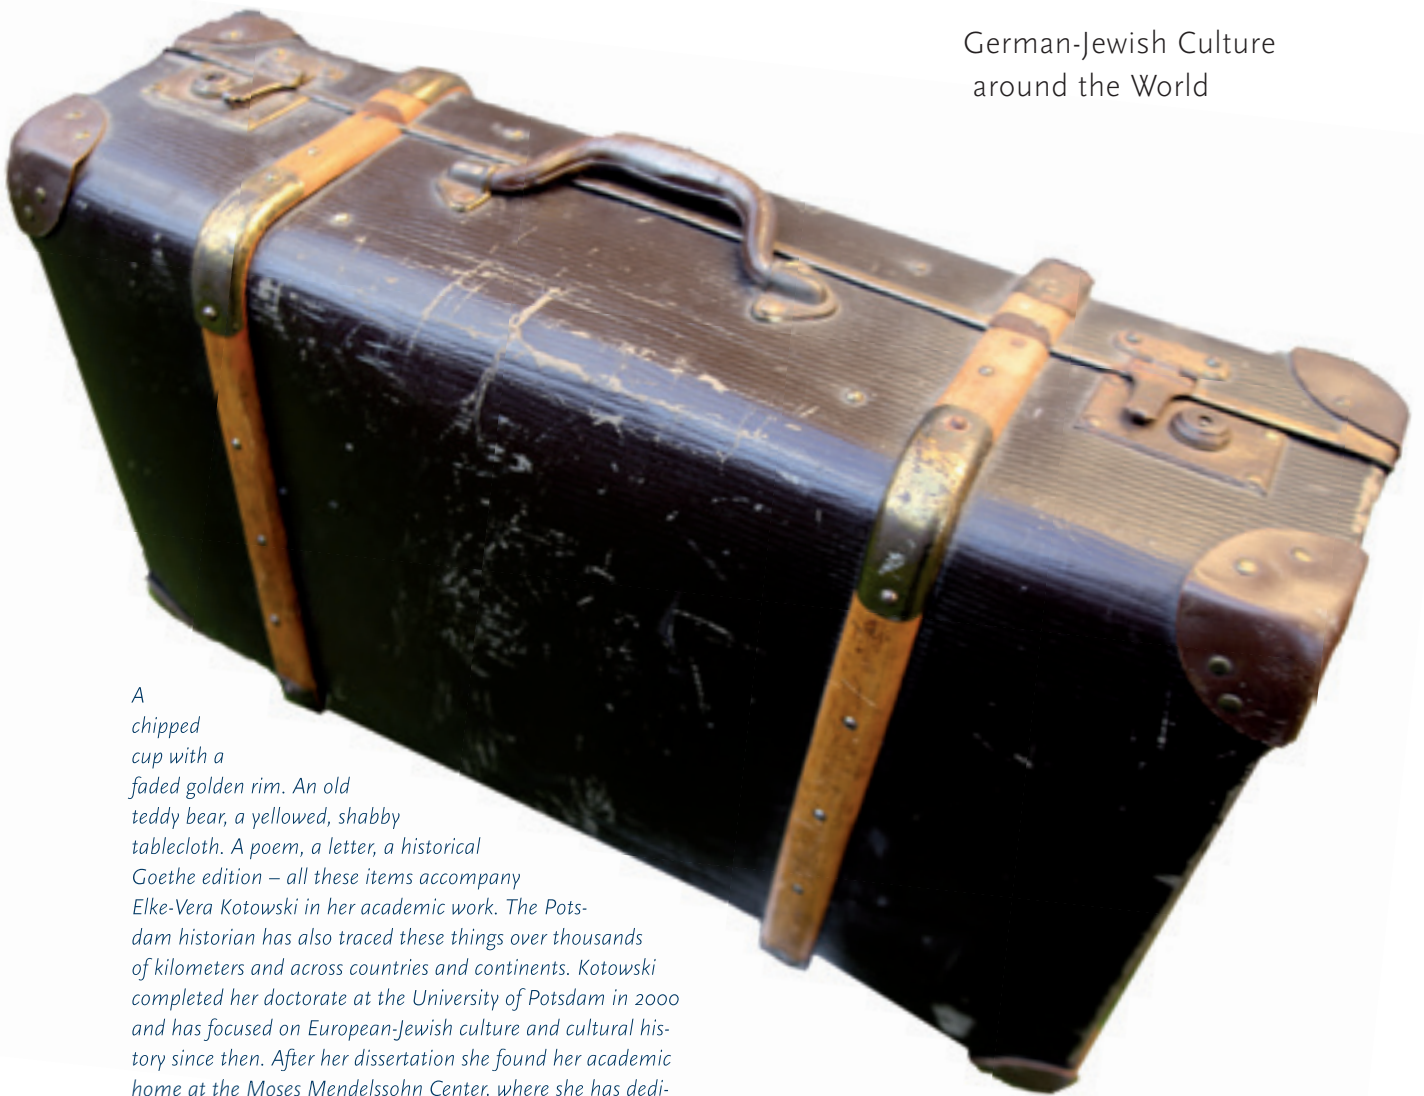 German-Jewish Culture
around the World
A
chipped
cup with a
faded golden rim. An old
teddy bear, a yellowed, shabby
tablecloth. A poem, a letter, a historical
Goethe edition – all these items accompany
Elke-Vera Kotowski in her academic work. The Pots-
dam historian has also traced these things over thousands
of kilometers and across countries and continents. Kotowski
completed her doctorate at the University of Potsdam in 2000
and has focused on European-Jewish culture and cultural his-
tory since then. After her dissertation she found her academic
home at the Moses Mendelssohn Center, where she has dedi-